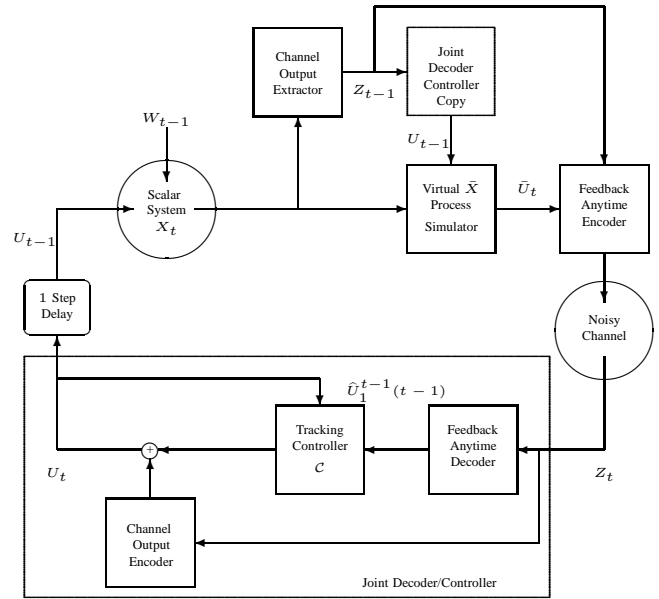 Channel
Output
Extractor
Z_{t-1}
Joint
Decoder
Controller
Copy
W_{t-1}
U_{t-1}
Scalar
System
X_t
Virtual X̄
Process
Simulator
Ū_t
Feedback
Anytime
Encoder
U_{t-1}
1 Step
Delay
Noisy
Channel
Û_1^{t-1}(t − 1)
Tracking
Controller
C
Feedback
Anytime
Decoder
+
U_t
Z_t
Channel
Output
Encoder
Joint Decoder/Controller